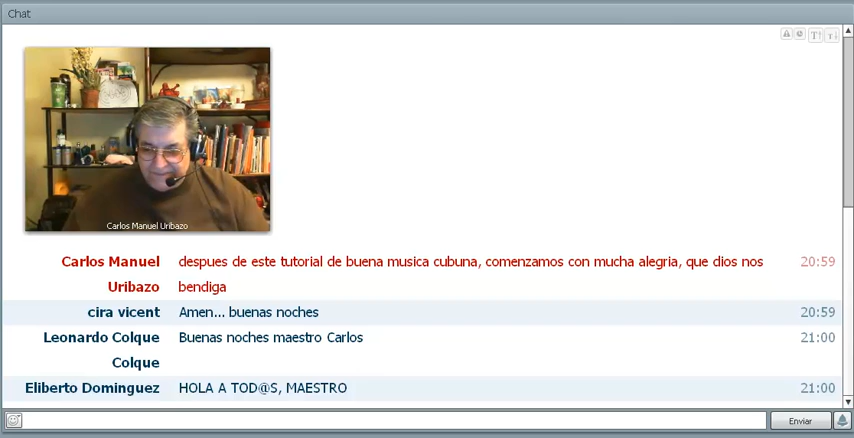 Chat
T↑ T↓
Carlos Manuel Uribazo
Carlos Manuel despues de este tutorial de buena musica cubuna, comenzamos con mucha alegria, que dios nos 20:59
Uribazo bendiga
cira vicent Amen... buenas noches 20:59
Leonardo Colque Buenas noches maestro Carlos 21:00
Colque
Eliberto Dominguez HOLA A TOD@S, MAESTRO 21:00
Enviar